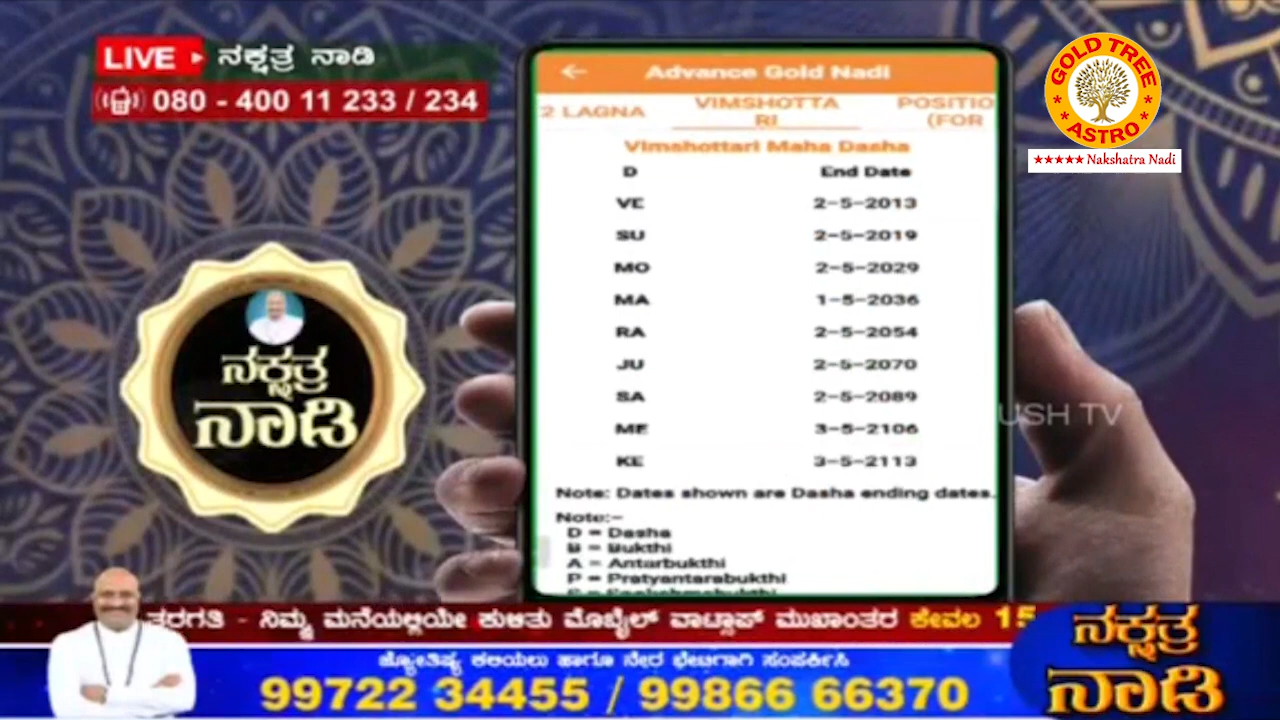 LIVE ನಕ್ಷತ್ರ ನಾಡಿ
080 - 400 11 233 / 234
GOLD TREE
ASTRO
Nakshatra Nadi
Advance Gold Nadi
2 LAGNA VIMSHOTTA POSITIO
RI (FOR
Vimshottari Maha Dasha
D End Date
VE 2-5-2013
SU 2-5-2019
MO 2-5-2029
MA 1-5-2036
RA 2-5-2054
JU 2-5-2070
SA 2-5-2089
ME 3-5-2106
KE 3-5-2113
Note: Dates shown are Dasha ending dates.
Note:-
D = Dasha
B = Bukthi
A = Antarbukthi
P = Pratyantarabukthi
ನಕ್ಷತ್ರ
ನಾಡಿ
USH TV
ತರಗತಿ - ನಿಮ್ಮ ಮನೆಯಲ್ಲಿಯೇ ಕುಳಿತು ಮೊಬೈಲ್ ವಾಟ್ಸಾಪ್ ಮುಖಾಂತರ ಕೇವಲ 15
ಜ್ಯೋತಿಷ್ಯ ಕಲಿಯಲು ಹಾಗೂ ನೇರ ಭೇಟಿಗಾಗಿ ಸಂಪರ್ಕಿಸಿ
99722 34455 / 99866 66370
ನಕ್ಷತ್ರ
ನಾಡಿ